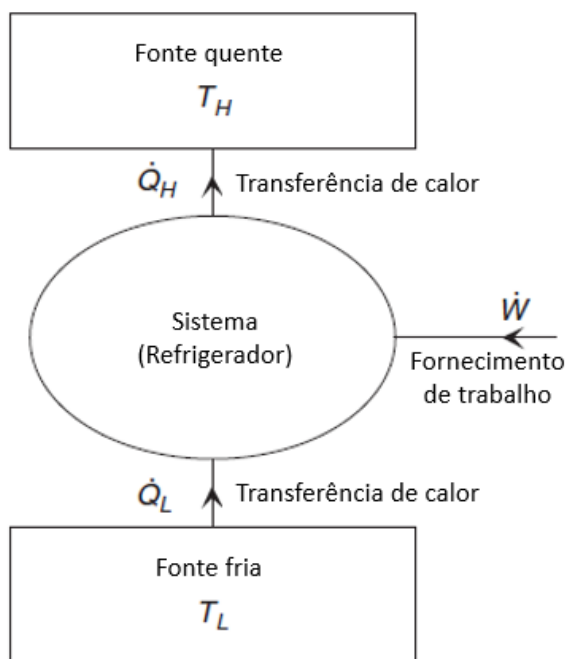 Fonte quente
T_H
Q̇_H Transferência de calor
Sistema
(Refrigerador)
Ẇ
Fornecimento
de trabalho
Q̇_L Transferência de calor
Fonte fria
T_L